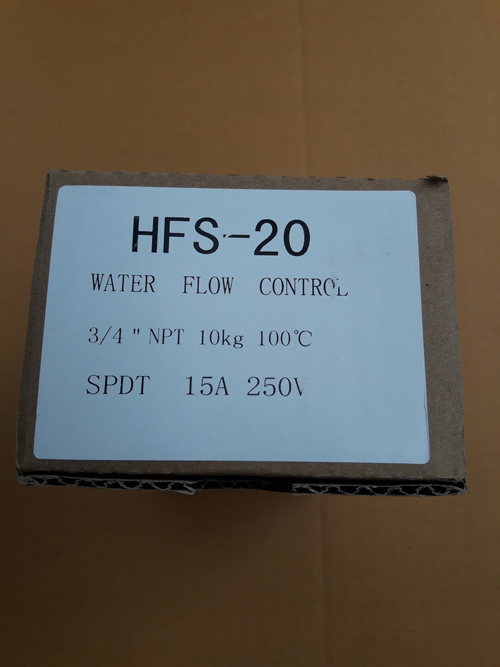 HFS-20
WATER FLOW CONTROL
3/4" NPT 10kg 100℃
SPDT 15A 250V